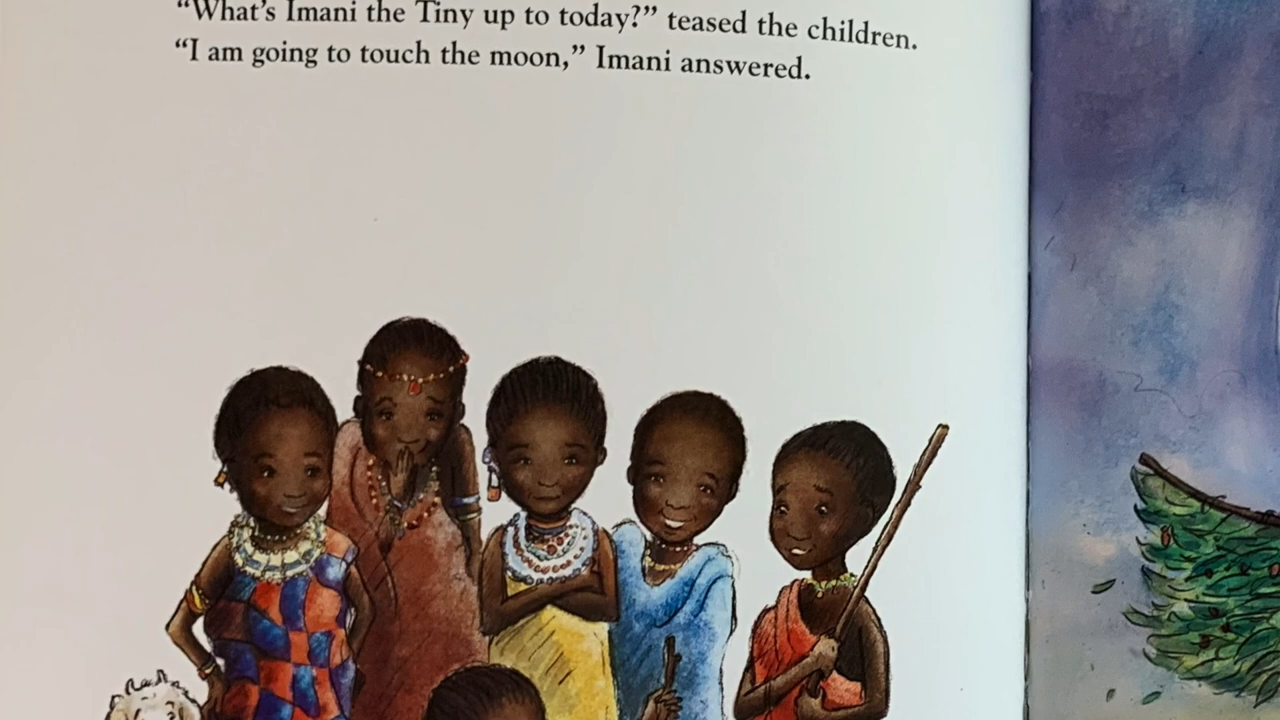 “What’s Imani the Tiny up to today?” teased the children.
“I am going to touch the moon,” Imani answered.